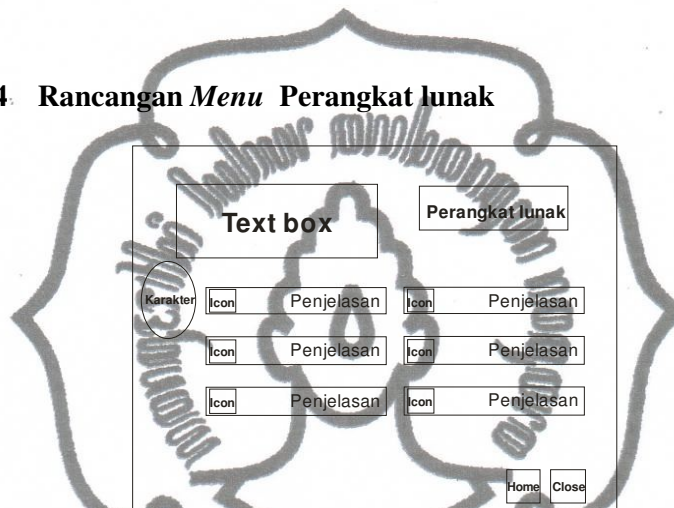 4 Rancangan Menu Perangkat lunak
Text box
Perangkat lunak
Karakter
Icon Penjelasan Icon Penjelasan
Icon Penjelasan Icon Penjelasan
Icon Penjelasan Icon Penjelasan
Home Close